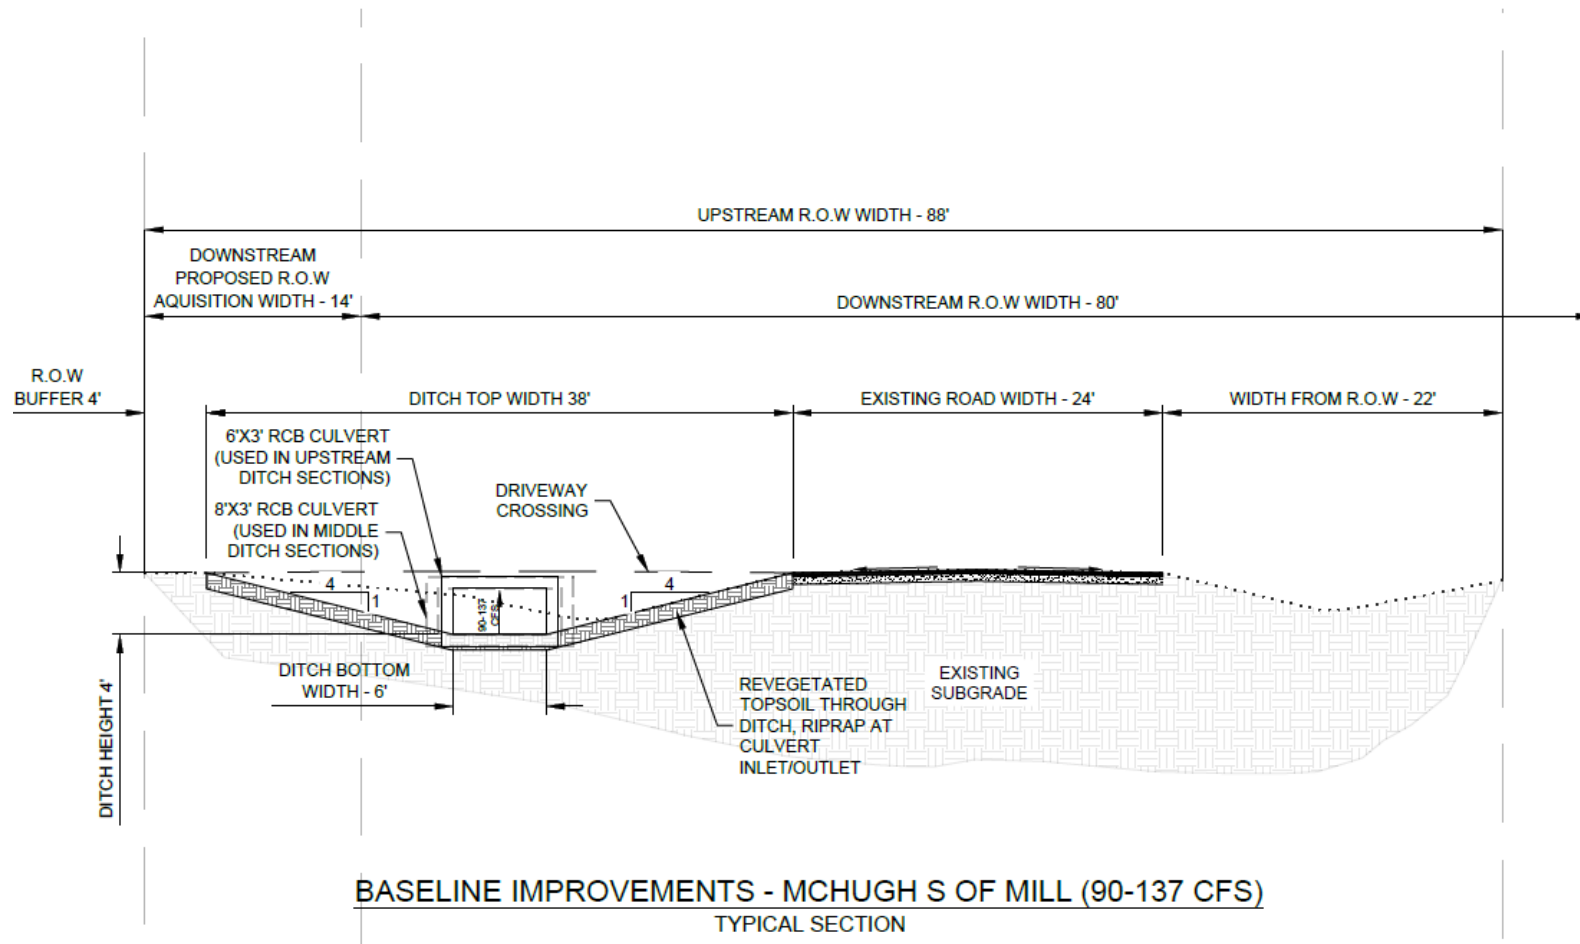 UPSTREAM R.O.W WIDTH - 88'
DOWNSTREAM
PROPOSED R.O.W
AQUISITION WIDTH - 14'
DOWNSTREAM R.O.W WIDTH - 80'
R.O.W
BUFFER 4'
DITCH TOP WIDTH 38'
EXISTING ROAD WIDTH - 24'
WIDTH FROM R.O.W - 22'
6'X3' RCB CULVERT
(USED IN UPSTREAM
DITCH SECTIONS)
8'X3' RCB CULVERT
(USED IN MIDDLE
DITCH SECTIONS)
DRIVEWAY
CROSSING
4
1
4
1
90-137
CFS
DITCH HEIGHT 4'
DITCH BOTTOM
WIDTH - 6'
REVEGETATED
TOPSOIL THROUGH
DITCH, RIPRAP AT
CULVERT
INLET/OUTLET
EXISTING
SUBGRADE
BASELINE IMPROVEMENTS - MCHUGH S OF MILL (90-137 CFS)
TYPICAL SECTION